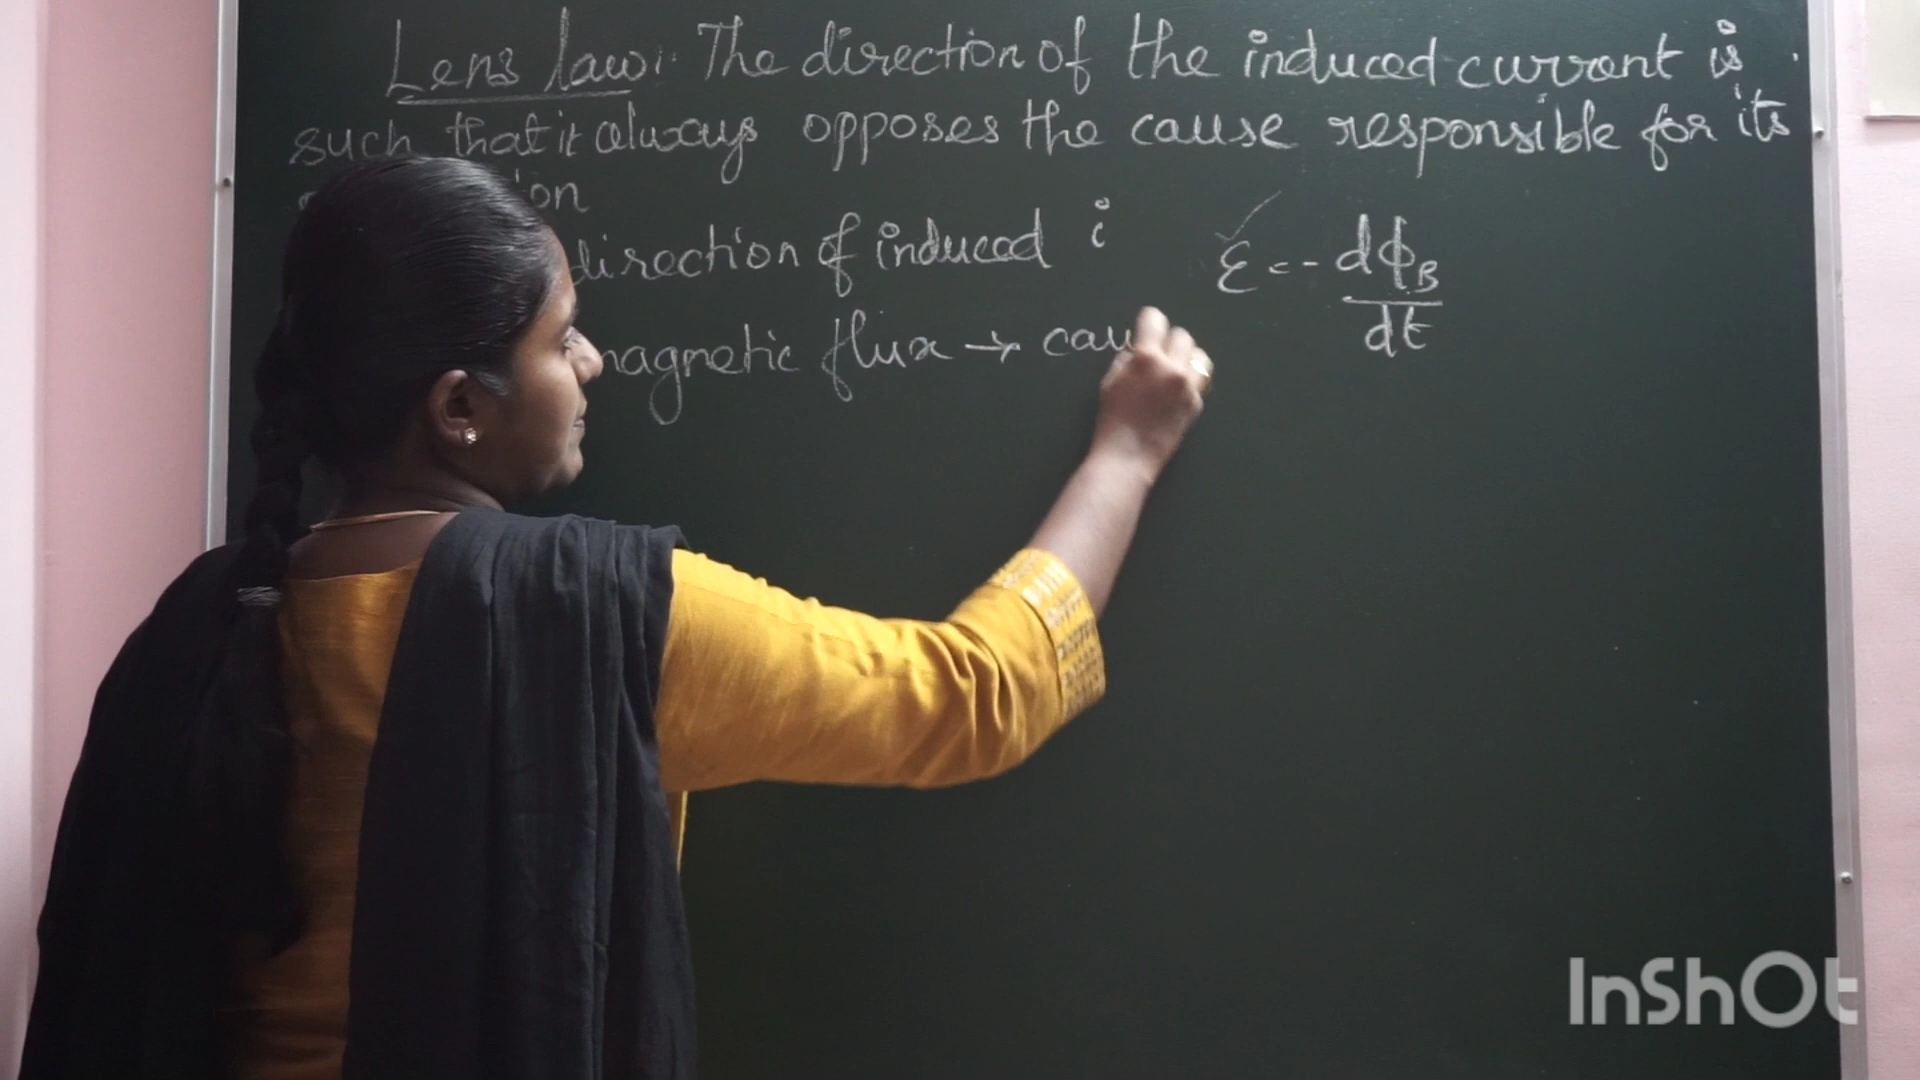 Lens law: The direction of the induced current is
such that it always opposes the cause responsible for its
direction of induced i
ε = - dϕB
dt
magnetic flux → cau
InShOt